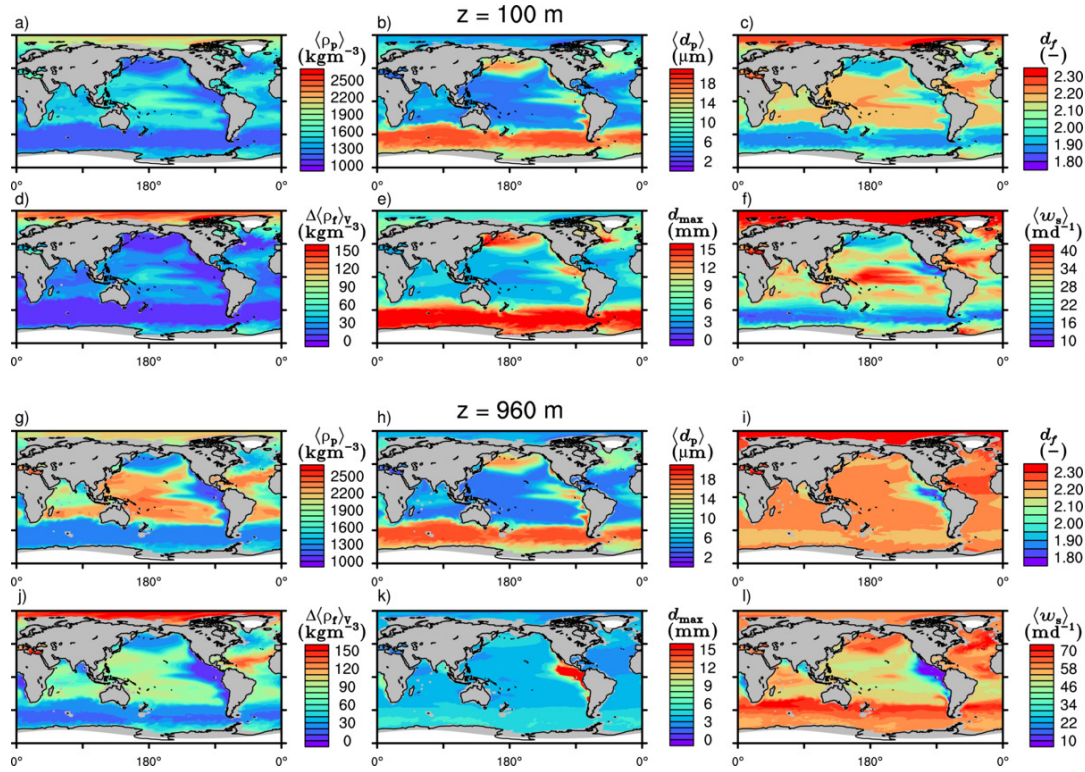 z = 100 m
a) b) c)
⟨ρp⟩ ⟨dp⟩ df
(kgm−3) (μm) (−)
2500 18 2.30
2200 14 2.20
1900 10 2.10
1600 8 2.00
1300 6 1.90
1000 2 1.80
0° 180° 0° 0° 180° 0° 0° 180° 0°
d) e) f)
Δ⟨ρf⟩V dmax ⟨ws⟩
(kgm−3) (mm) (md−1)
150 15 40
120 12 34
90 9 28
60 6 22
30 3 16
0 0 10
0° 180° 0° 0° 180° 0° 0° 180° 0°
z = 960 m
g) h) i)
⟨ρp⟩ ⟨dp⟩ df
(kgm−3) (μm) (−)
2500 18 2.30
2200 14 2.20
1900 10 2.10
1600 8 2.00
1300 6 1.90
1000 2 1.80
0° 180° 0° 0° 180° 0° 0° 180° 0°
j) k) l)
Δ⟨ρf⟩V dmax ⟨ws⟩
(kgm−3) (mm) (md−1)
150 15 70
120 12 58
90 9 46
60 6 34
30 3 22
0 0 10
0° 180° 0° 0° 180° 0° 0° 180° 0°